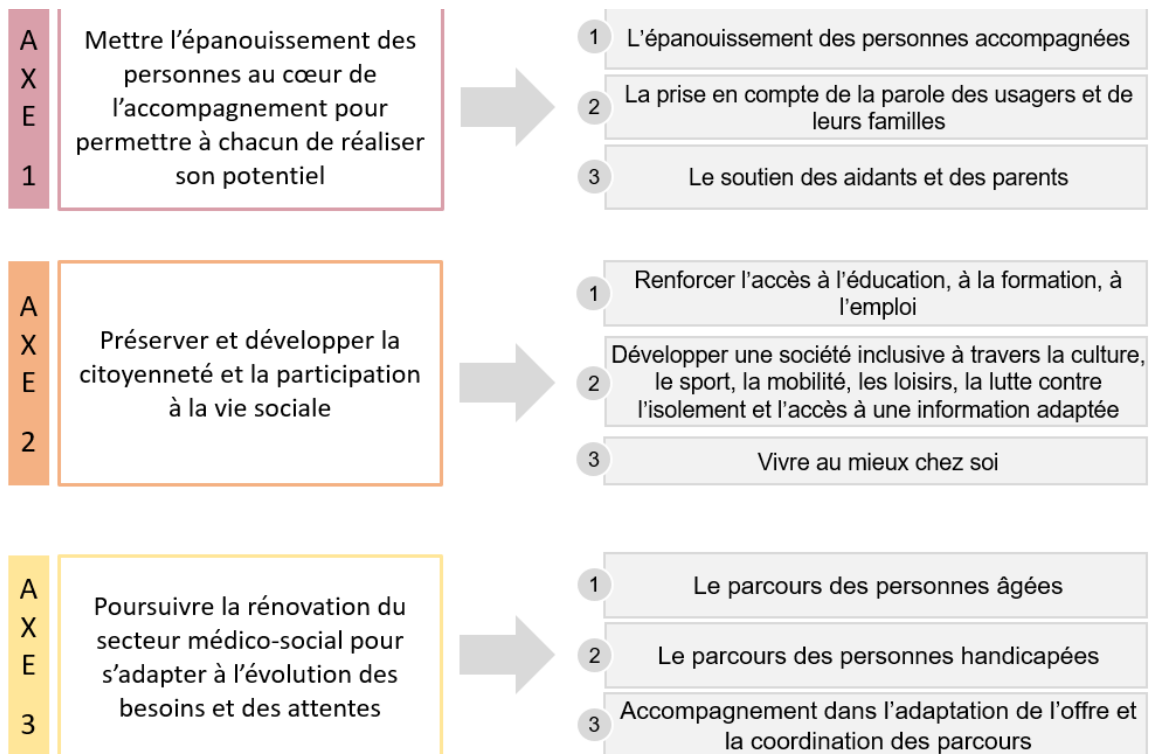 AXE 1
Mettre l’épanouissement des
personnes au cœur de
l’accompagnement pour
permettre à chacun de réaliser
son potentiel
1 L’épanouissement des personnes accompagnées
2 La prise en compte de la parole des usagers et de
leurs familles
3 Le soutien des aidants et des parents
AXE 2
Préserver et développer la
citoyenneté et la participation
à la vie sociale
1 Renforcer l’accès à l’éducation, à la formation, à
l’emploi
2 Développer une société inclusive à travers la culture,
le sport, la mobilité, les loisirs, la lutte contre
l’isolement et l’accès à une information adaptée
3 Vivre au mieux chez soi
AXE 3
Poursuivre la rénovation du
secteur médico-social pour
s’adapter à l’évolution des
besoins et des attentes
1 Le parcours des personnes âgées
2 Le parcours des personnes handicapées
3 Accompagnement dans l’adaptation de l’offre et
la coordination des parcours